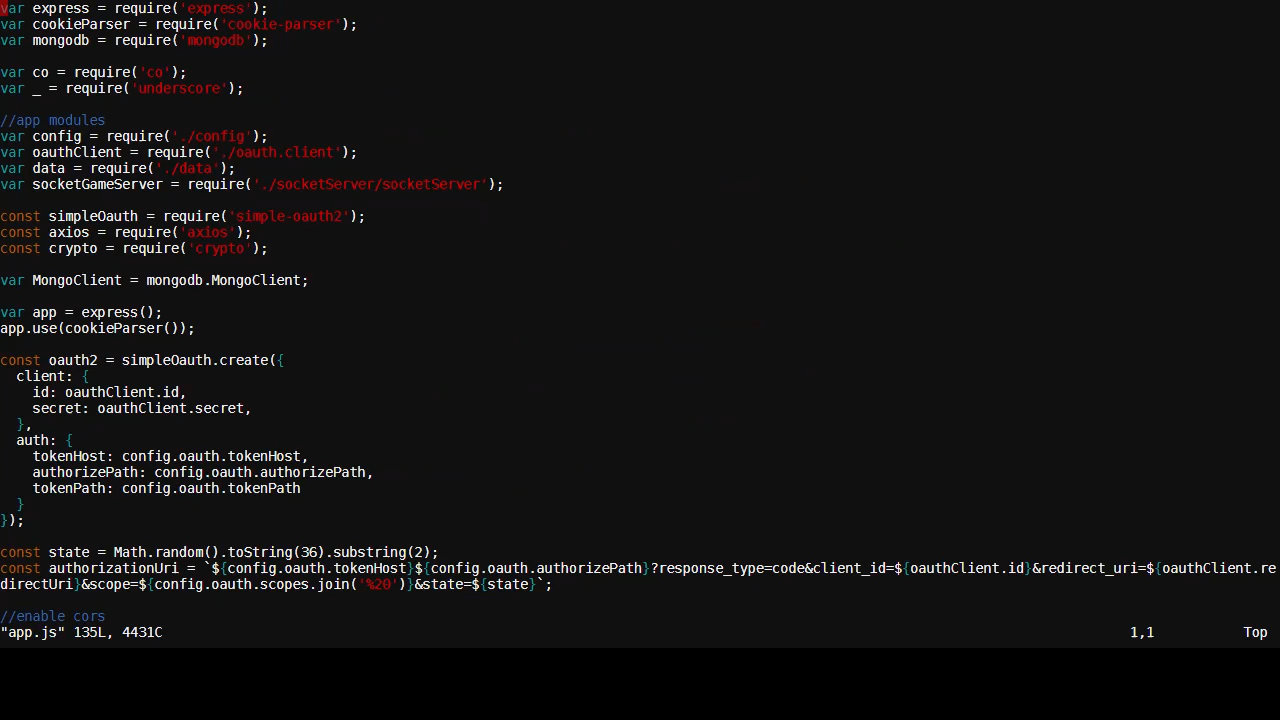 var express = require('express');
var cookieParser = require('cookie-parser');
var mongodb = require('mongodb');

var co = require('co');
var _ = require('underscore');

//app modules
var config = require('./config');
var oauthClient = require('./oauth.client');
var data = require('./data');
var socketGameServer = require('./socketServer/socketServer');

const simpleOauth = require('simple-oauth2');
const axios = require('axios');
const crypto = require('crypto');

var MongoClient = mongodb.MongoClient;

var app = express();
app.use(cookieParser());

const oauth2 = simpleOauth.create({
  client: {
    id: oauthClient.id,
    secret: oauthClient.secret,
  },
  auth: {
    tokenHost: config.oauth.tokenHost,
    authorizePath: config.oauth.authorizePath,
    tokenPath: config.oauth.tokenPath
  }
});

const state = Math.random().toString(36).substring(2);
const authorizationUri = `${config.oauth.tokenHost}${config.oauth.authorizePath}?response_type=code&client_id=${oauthClient.id}&redirect_uri=${oauthClient.re
directUri}&scope=${config.oauth.scopes.join('%20')}&state=${state}`;

//enable cors
"app.js" 135L, 4431C 1,1 Top